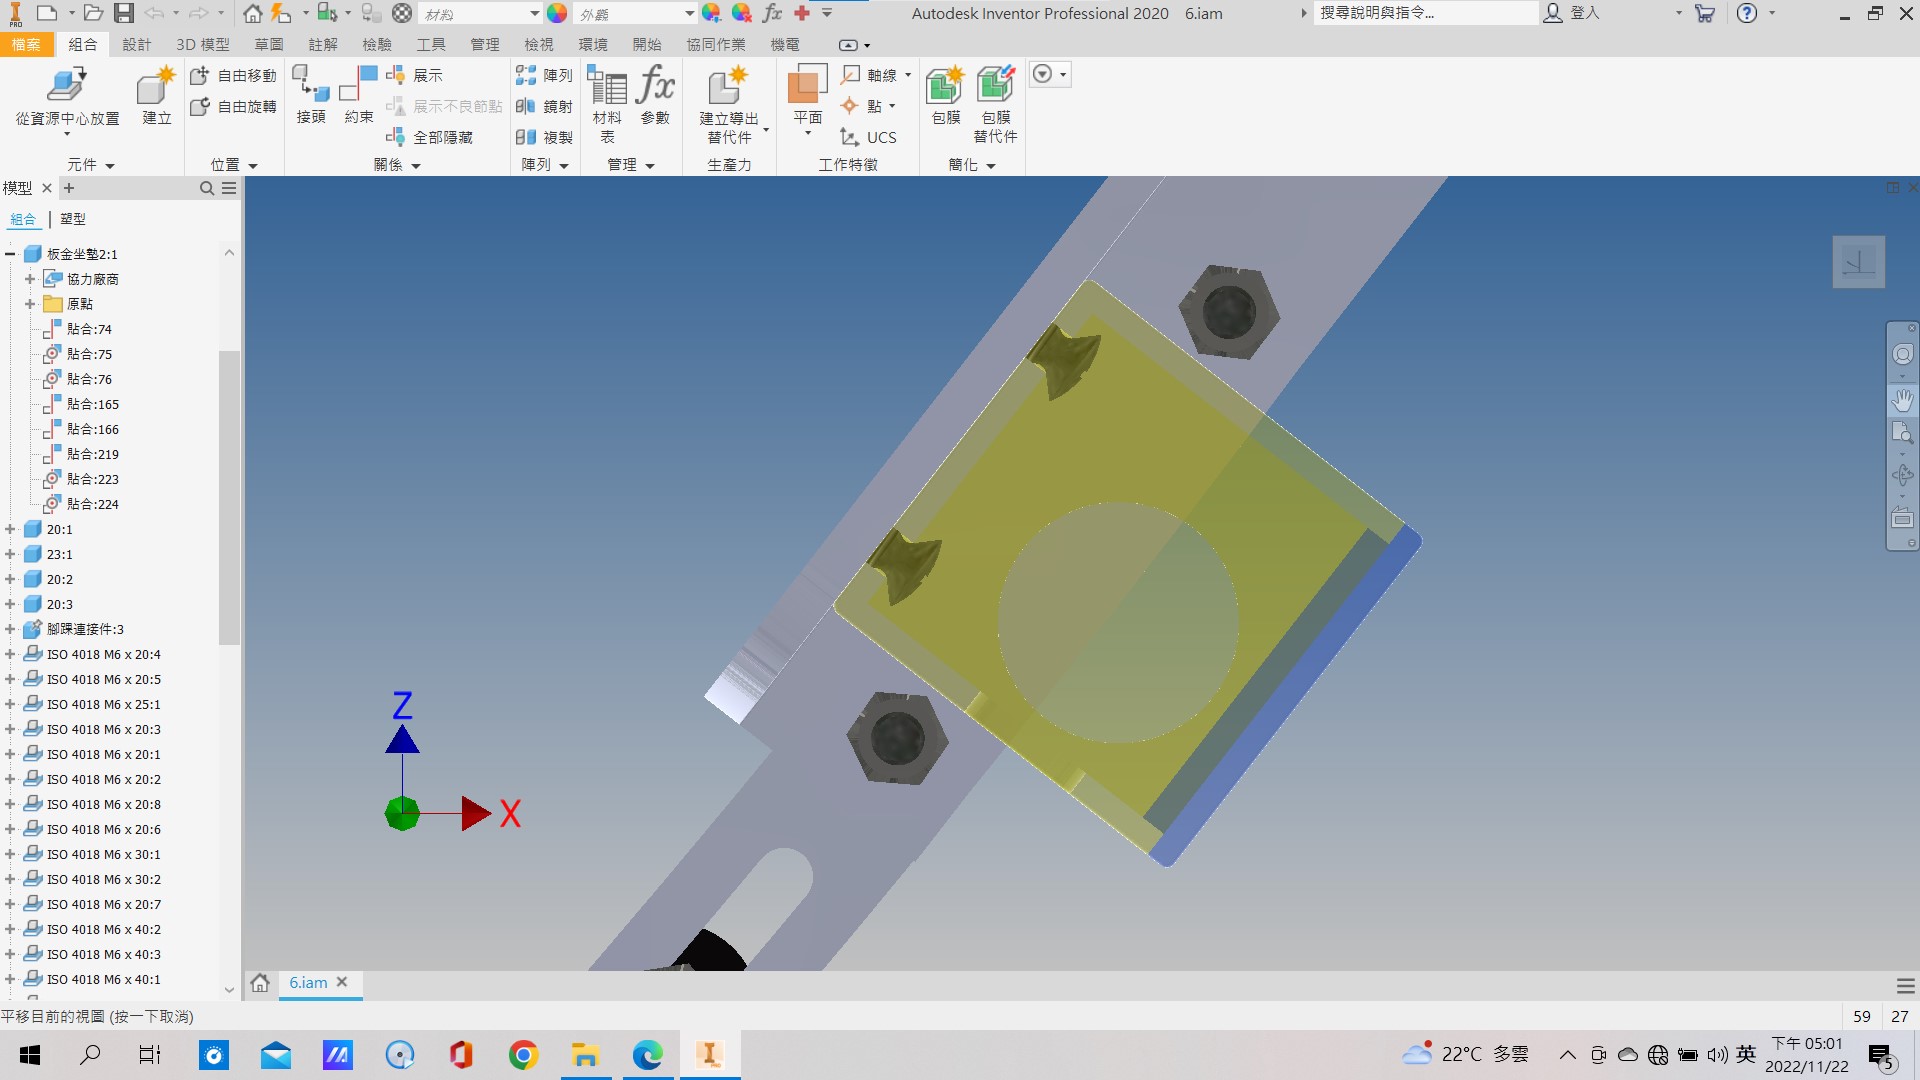 PRO
材料
外觀
Autodesk Inventor Professional 2020 6.iam
搜尋說明與指令...
登入
檔案 組合 設計 3D 模型 草圖 註解 檢驗 工具 管理 檢視 環境 開始 協同作業 機電
從資源中心放置
建立
自由移動
自由旋轉
接頭
約束
展示
展示不良節點
全部隱藏
陣列
鏡射
複製
材料
表
參數
建立導出
替代件
平面
軸線
點
UCS
包膜
包膜
替代件
元件 位置 關係 陣列 管理 生產力 工作特徵 簡化
模型
組合 | 塑型
板金坐墊2:1
協力廠商
原點
貼合:74
貼合:75
貼合:76
貼合:165
貼合:166
貼合:219
貼合:223
貼合:224
20:1
23:1
20:2
20:3
腳踝連接件:3
ISO 4018 M6 x 20:4
ISO 4018 M6 x 20:5
ISO 4018 M6 x 25:1
ISO 4018 M6 x 20:3
ISO 4018 M6 x 20:1
ISO 4018 M6 x 20:2
ISO 4018 M6 x 20:8
ISO 4018 M6 x 20:6
ISO 4018 M6 x 30:1
ISO 4018 M6 x 30:2
ISO 4018 M6 x 20:7
ISO 4018 M6 x 40:2
ISO 4018 M6 x 40:3
ISO 4018 M6 x 40:1
Z
X
6.iam
平移目前的視圖 (按一下取消)
59 27
22°C 多雲
英
下午 05:01
2022/11/22
5